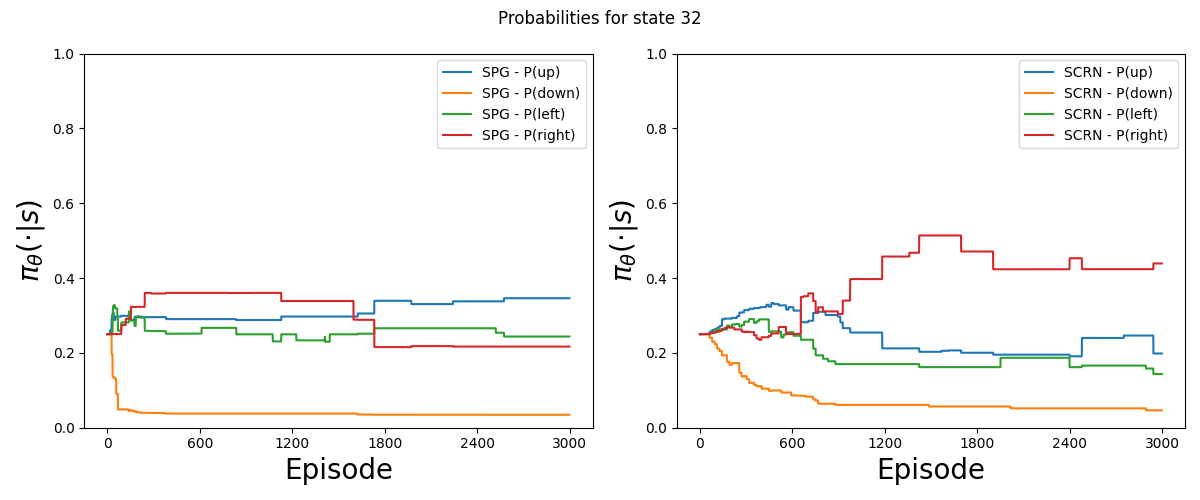 Probabilities for state 32
1.0
0.8
0.6
0.4
0.2
0.0
π_θ(·|s)
SPG - P(up)
SPG - P(down)
SPG - P(left)
SPG - P(right)
0 600 1200 1800 2400 3000
Episode
1.0
0.8
0.6
0.4
0.2
0.0
π_θ(·|s)
SCRN - P(up)
SCRN - P(down)
SCRN - P(left)
SCRN - P(right)
0 600 1200 1800 2400 3000
Episode